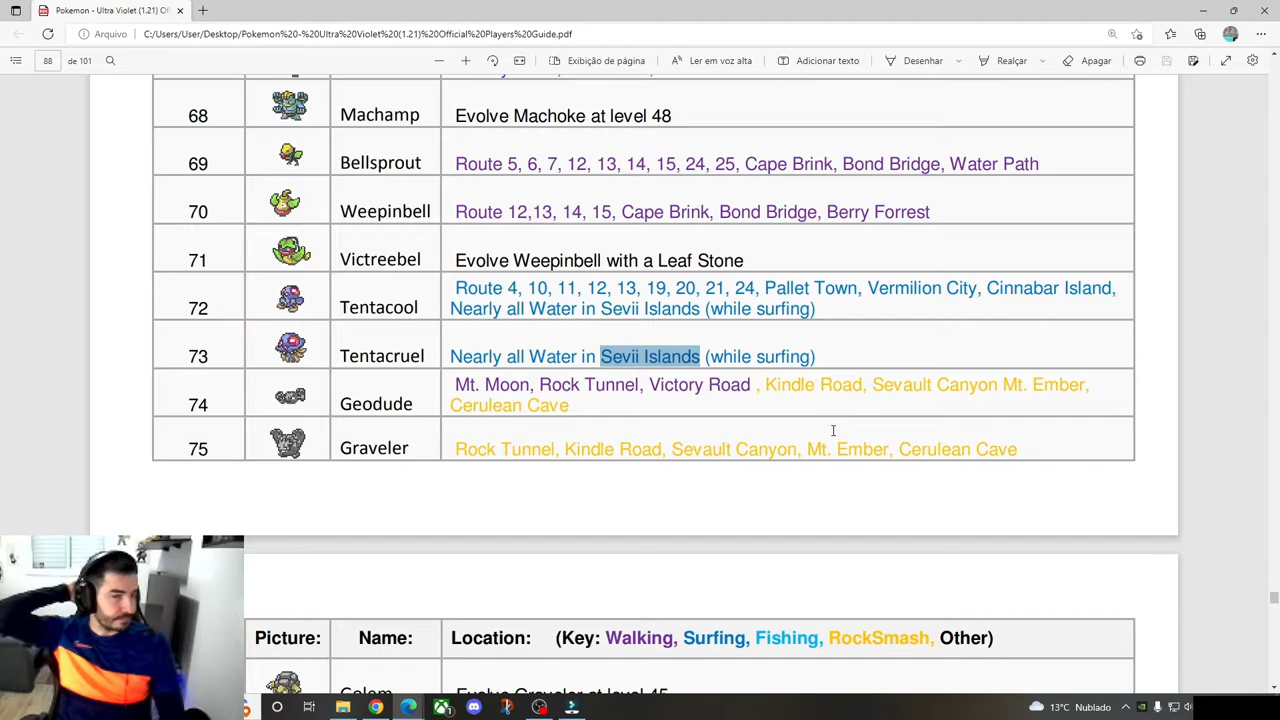 Pokemon - Ultra Violet (1.21) O
Arquivo
C:/Users/User/Desktop/Pokemon%20-%20Ultra%20Violet%20(1.21)%20Official%20Players%20Guide.pdf
88 de 101
Exibição de página
Ler em voz alta
Adicionar texto
Desenhar
Realçar
Apagar
68 Machamp Evolve Machoke at level 48
69 Bellsprout Route 5, 6, 7, 12, 13, 14, 15, 24, 25, Cape Brink, Bond Bridge, Water Path
70 Weepinbell Route 12,13, 14, 15, Cape Brink, Bond Bridge, Berry Forrest
71 Victreebel Evolve Weepinbell with a Leaf Stone
72 Tentacool Route 4, 10, 11, 12, 13, 19, 20, 21, 24, Pallet Town, Vermilion City, Cinnabar Island,
Nearly all Water in Sevii Islands (while surfing)
73 Tentacruel Nearly all Water in Sevii Islands (while surfing)
74 Geodude Mt. Moon, Rock Tunnel, Victory Road , Kindle Road, Sevault Canyon Mt. Ember,
Cerulean Cave
75 Graveler Rock Tunnel, Kindle Road, Sevault Canyon, Mt. Ember, Cerulean Cave
Picture: Name: Location: (Key: Walking, Surfing, Fishing, RockSmash, Other)
Golem Evolve Graveler at level 45
13°C Nublado